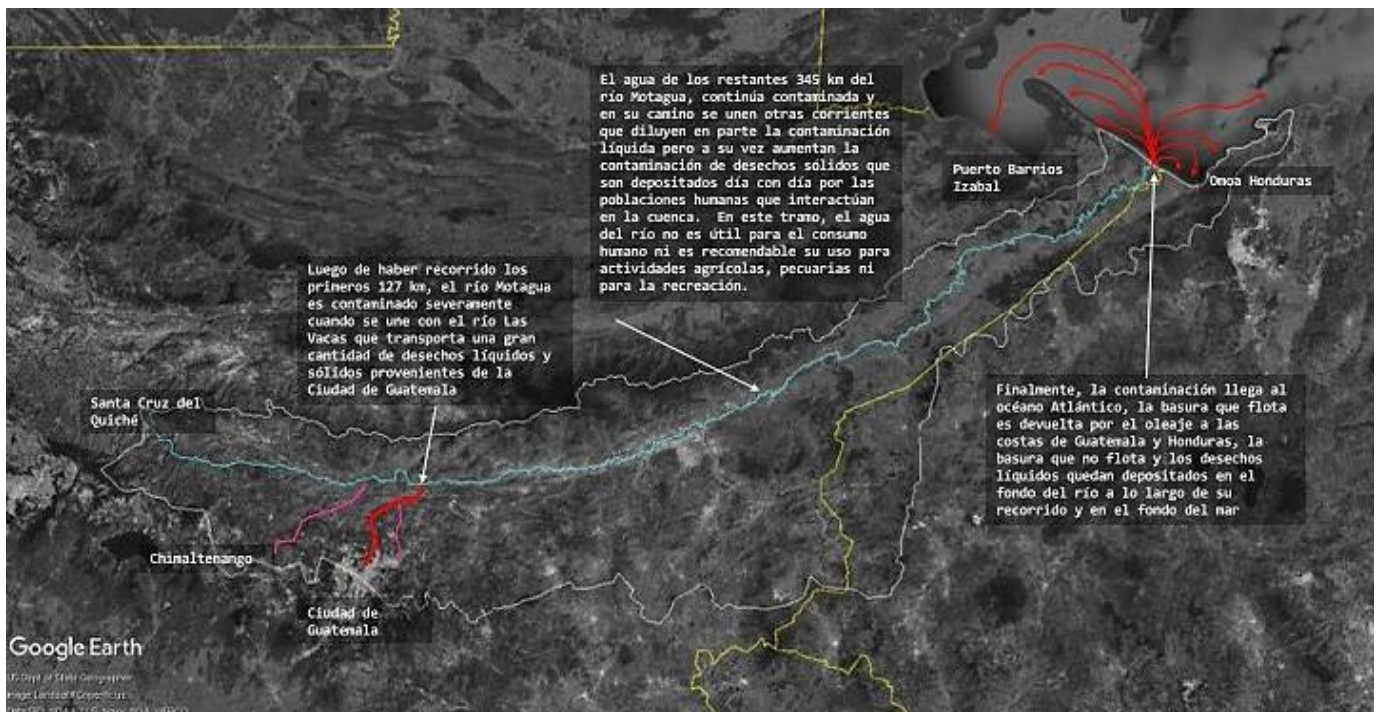 El agua de los restantes 345 km del
río Motagua, continúa contaminada y
en su camino se unen otras corrientes
que diluyen en parte la contaminación
líquida pero a su vez aumentan la
contaminación de desechos sólidos que
son depositados día con día por las
poblaciones humanas que interactúan
en la cuenca. En este tramo, el agua
del río no es útil para el consumo
humano ni es recomendable su uso para
actividades agrícolas, pecuarias ni
para la recreación.
Puerto Barrios
Izabal
Omoa Honduras
Luego de haber recorrido los
primeros 127 km, el río Motagua
es contaminado severamente
cuando se une con el río Las
Vacas que transporta una gran
cantidad de desechos líquidos y
sólidos provenientes de la
Ciudad de Guatemala
Santa Cruz del
Quiché
Finalmente, la contaminación llega al
océano Atlántico, la basura que flota
es devuelta por el oleaje a las
costas de Guatemala y Honduras, la
basura que no flota y los desechos
líquidos quedan depositados en el
fondo del río a lo largo de su
recorrido y en el fondo del mar
Chimaltenango
Ciudad de
Guatemala
Google Earth
US Dept of State Geographer
Image Landsat / Copernicus